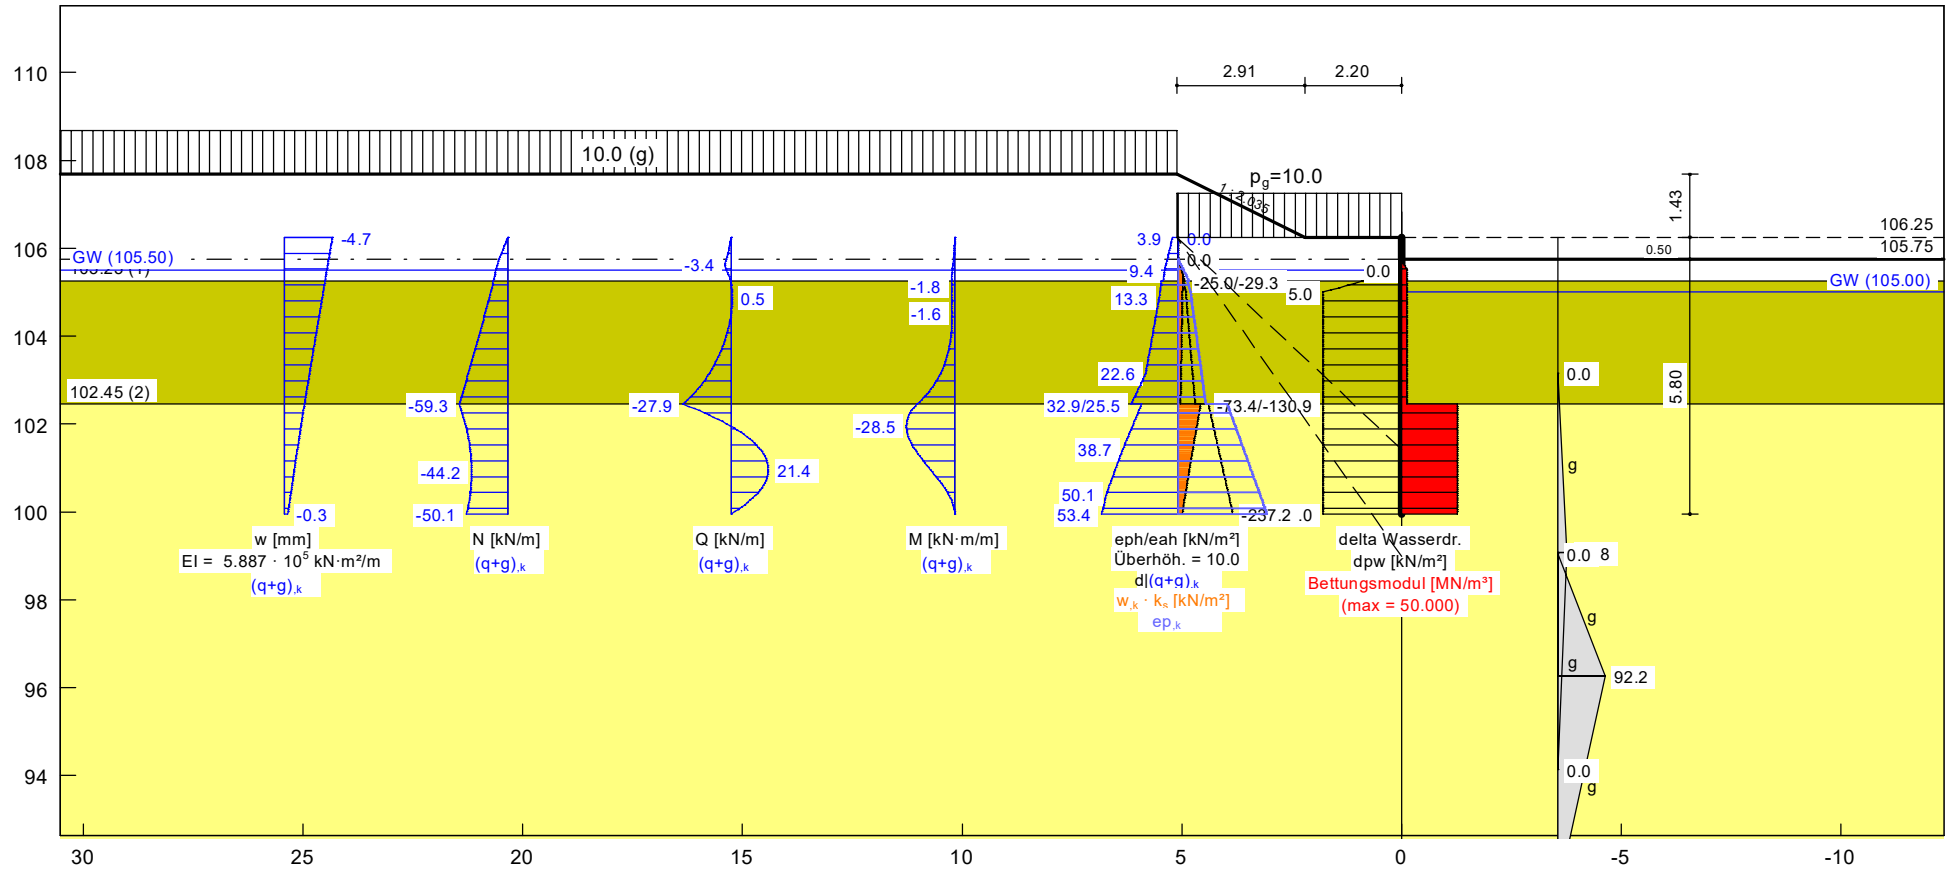 110
108
106
104
102
100
98
96
94
30
25
20
15
10
5
0
-5
-10
2.91
2.20
10.0 (g)
pg=10.0
1 : 2.035
1.43
5.80
106.25
105.75
0.50
GW (105.50)
GW (105.00)
102.45 (2)
-4.7
-0.3
w [mm]
EI = 5.887 · 10⁵ kN·m²/m
(q+g),k
-59.3
-44.2
-50.1
N [kN/m]
(q+g),k
-3.4
0.5
-27.9
21.4
Q [kN/m]
(q+g),k
-1.8
-1.6
-28.5
M [kN·m/m]
(q+g),k
3.9
0.0
0.0
9.4
13.3
-25.0/-29.3
22.6
32.9/25.5
-73.4/-130.9
38.7
50.1
53.4
-237.2
.0
eph/eah [kN/m²]
Überhöh. = 10.0
d|(q+g),k
w,k · ks [kN/m²]
ep,k
0.0
5.0
delta Wasserdr.
dpw [kN/m²]
Bettungsmodul [MN/m³]
(max = 50.000)
0.0
g
0.0
8
g
g
92.2
0.0
g